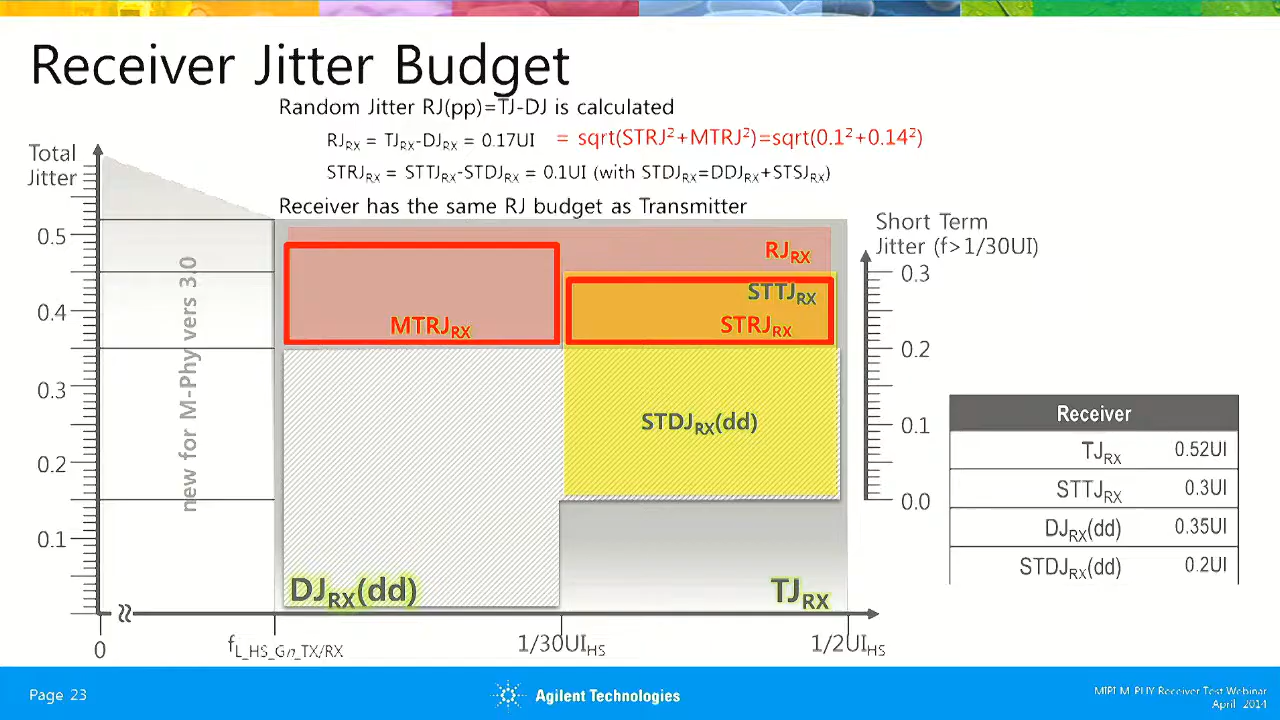 Receiver Jitter Budget
Random Jitter RJ(pp)=TJ-DJ is calculated
RJRX = TJRX-DJRX = 0.17UI = sqrt(STRJ²+MTRJ²)=sqrt(0.1²+0.14²)
STRJRX = STTJRX-STDJRX = 0.1UI (with STDJRX=DDJRX+STSJRX)
Receiver has the same RJ budget as Transmitter
Total
Jitter
0.5
0.4
0.3
0.2
0.1
new for M-Phy vers 3.0
RJRX
STTJRX
MTRJRX
STRJRX
STDJRX(dd)
DJRX(dd)
TJRX
Short Term
Jitter (f>1/30UI)
0.3
0.2
0.1
0.0
Receiver
TJRX 0.52UI
STTJRX 0.3UI
DJRX(dd) 0.35UI
STDJRX(dd) 0.2UI
0
fL_HS_Gn_TX/RX
1/30UIHS
1/2UIHS
Page 23
Agilent Technologies
MIPI M-PHY Receiver Test Webinar
April 2014